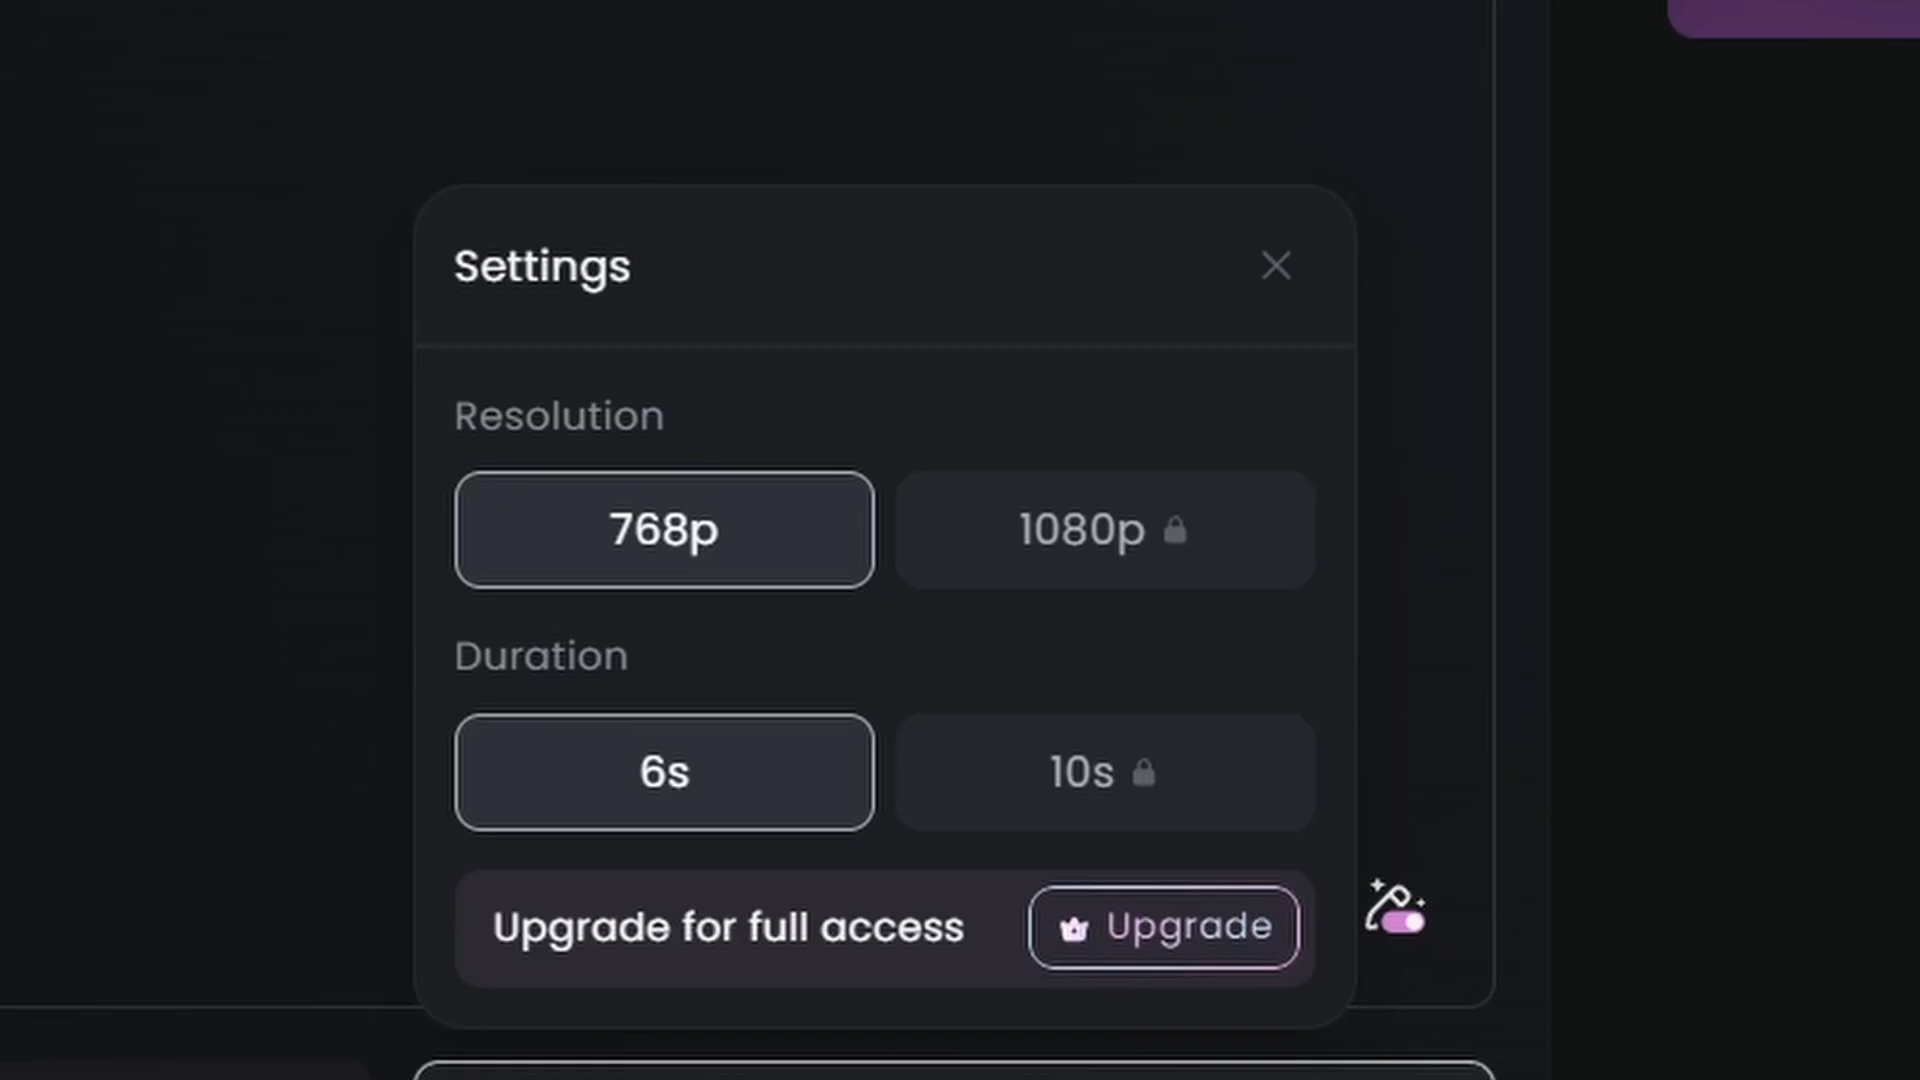 Settings
Resolution
768p
1080p
Duration
6s
10s
Upgrade for full access
Upgrade